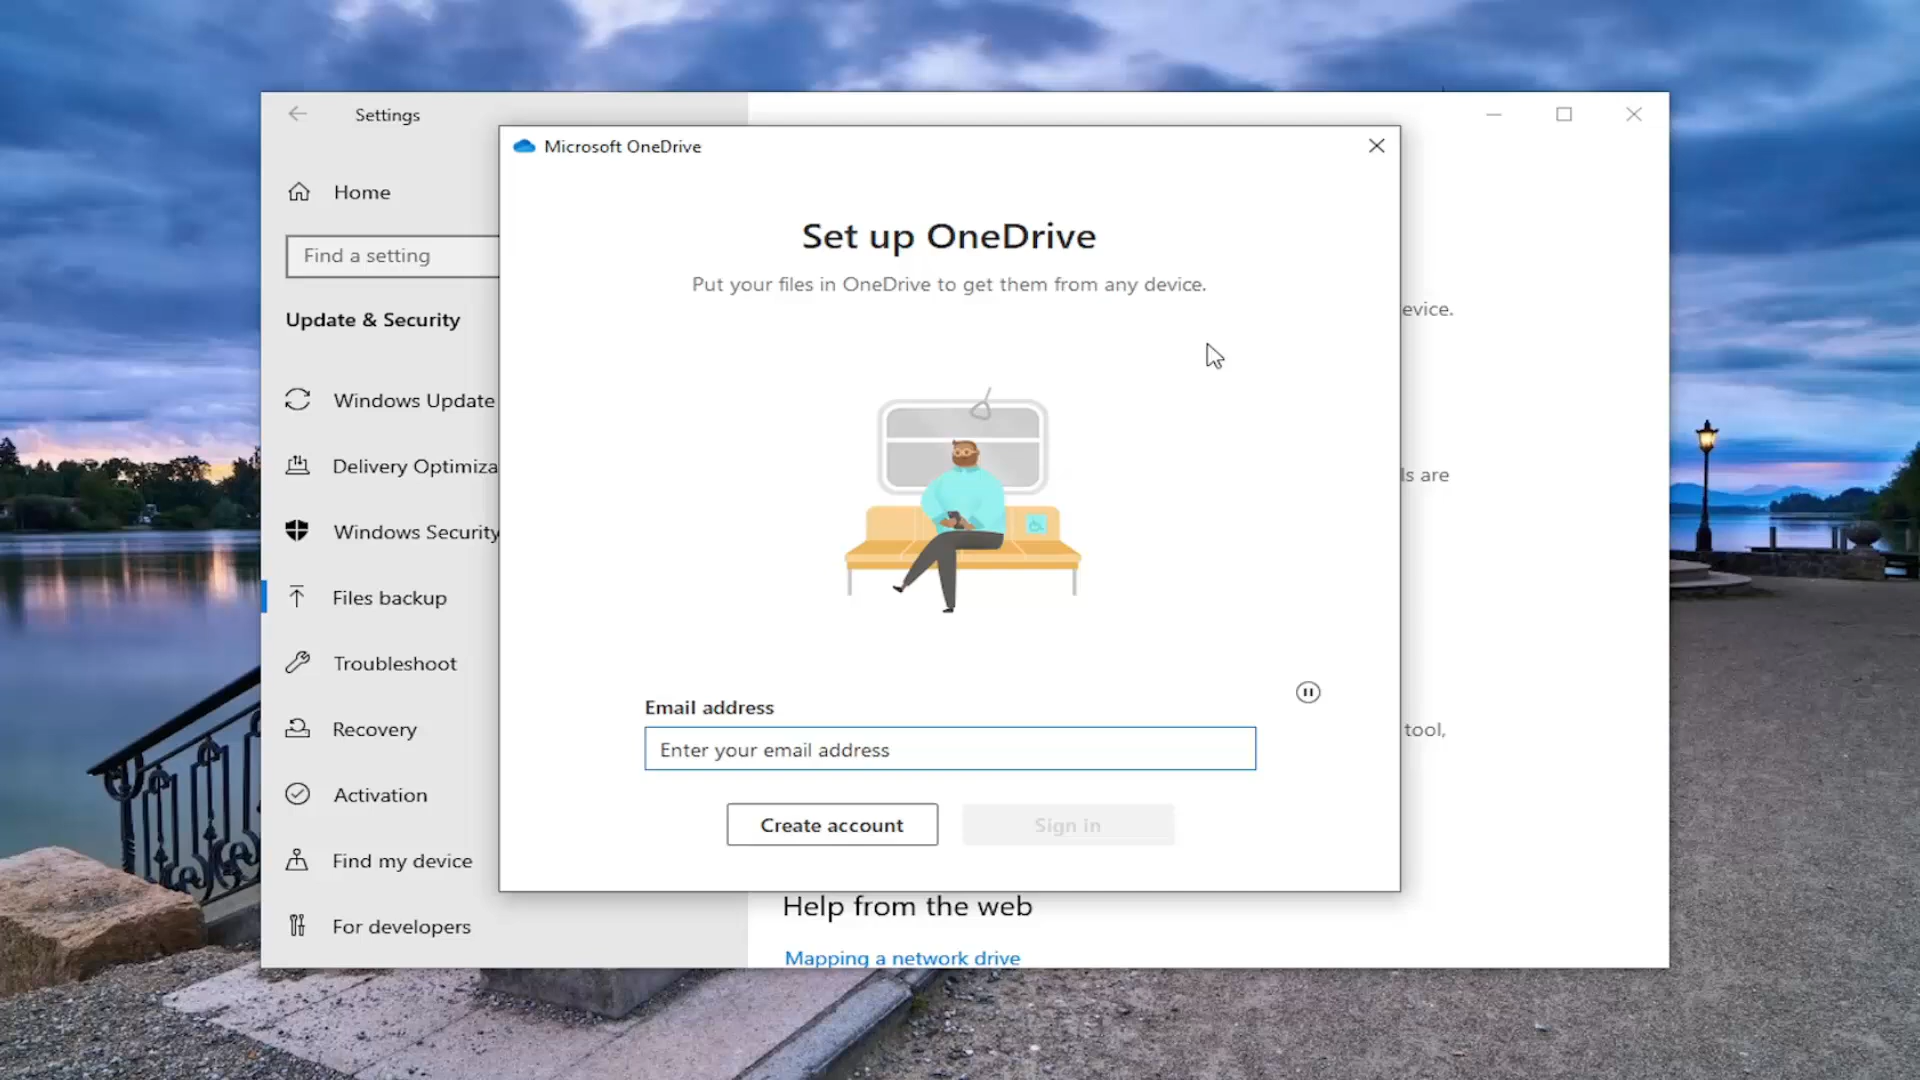 Settings
Home
Find a setting
Update & Security
Windows Update
Delivery Optimiza
Windows Security
Files backup
Troubleshoot
Recovery
Activation
Find my device
For developers
Microsoft OneDrive
Set up OneDrive
Put your files in OneDrive to get them from any device.
Email address
Enter your email address
Create account
Sign in
evice.
ls are
tool,
Help from the web
Mapping a network drive